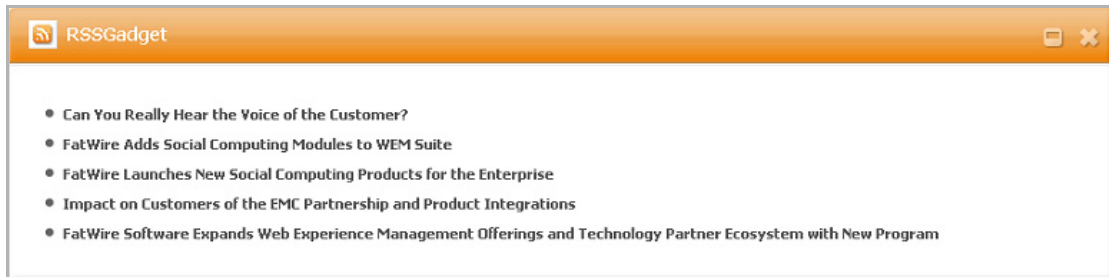 RSSGadget
Can You Really Hear the Voice of the Customer?
FatWire Adds Social Computing Modules to WEM Suite
FatWire Launches New Social Computing Products for the Enterprise
Impact on Customers of the EMC Partnership and Product Integrations
FatWire Software Expands Web Experience Management Offerings and Technology Partner Ecosystem with New Program